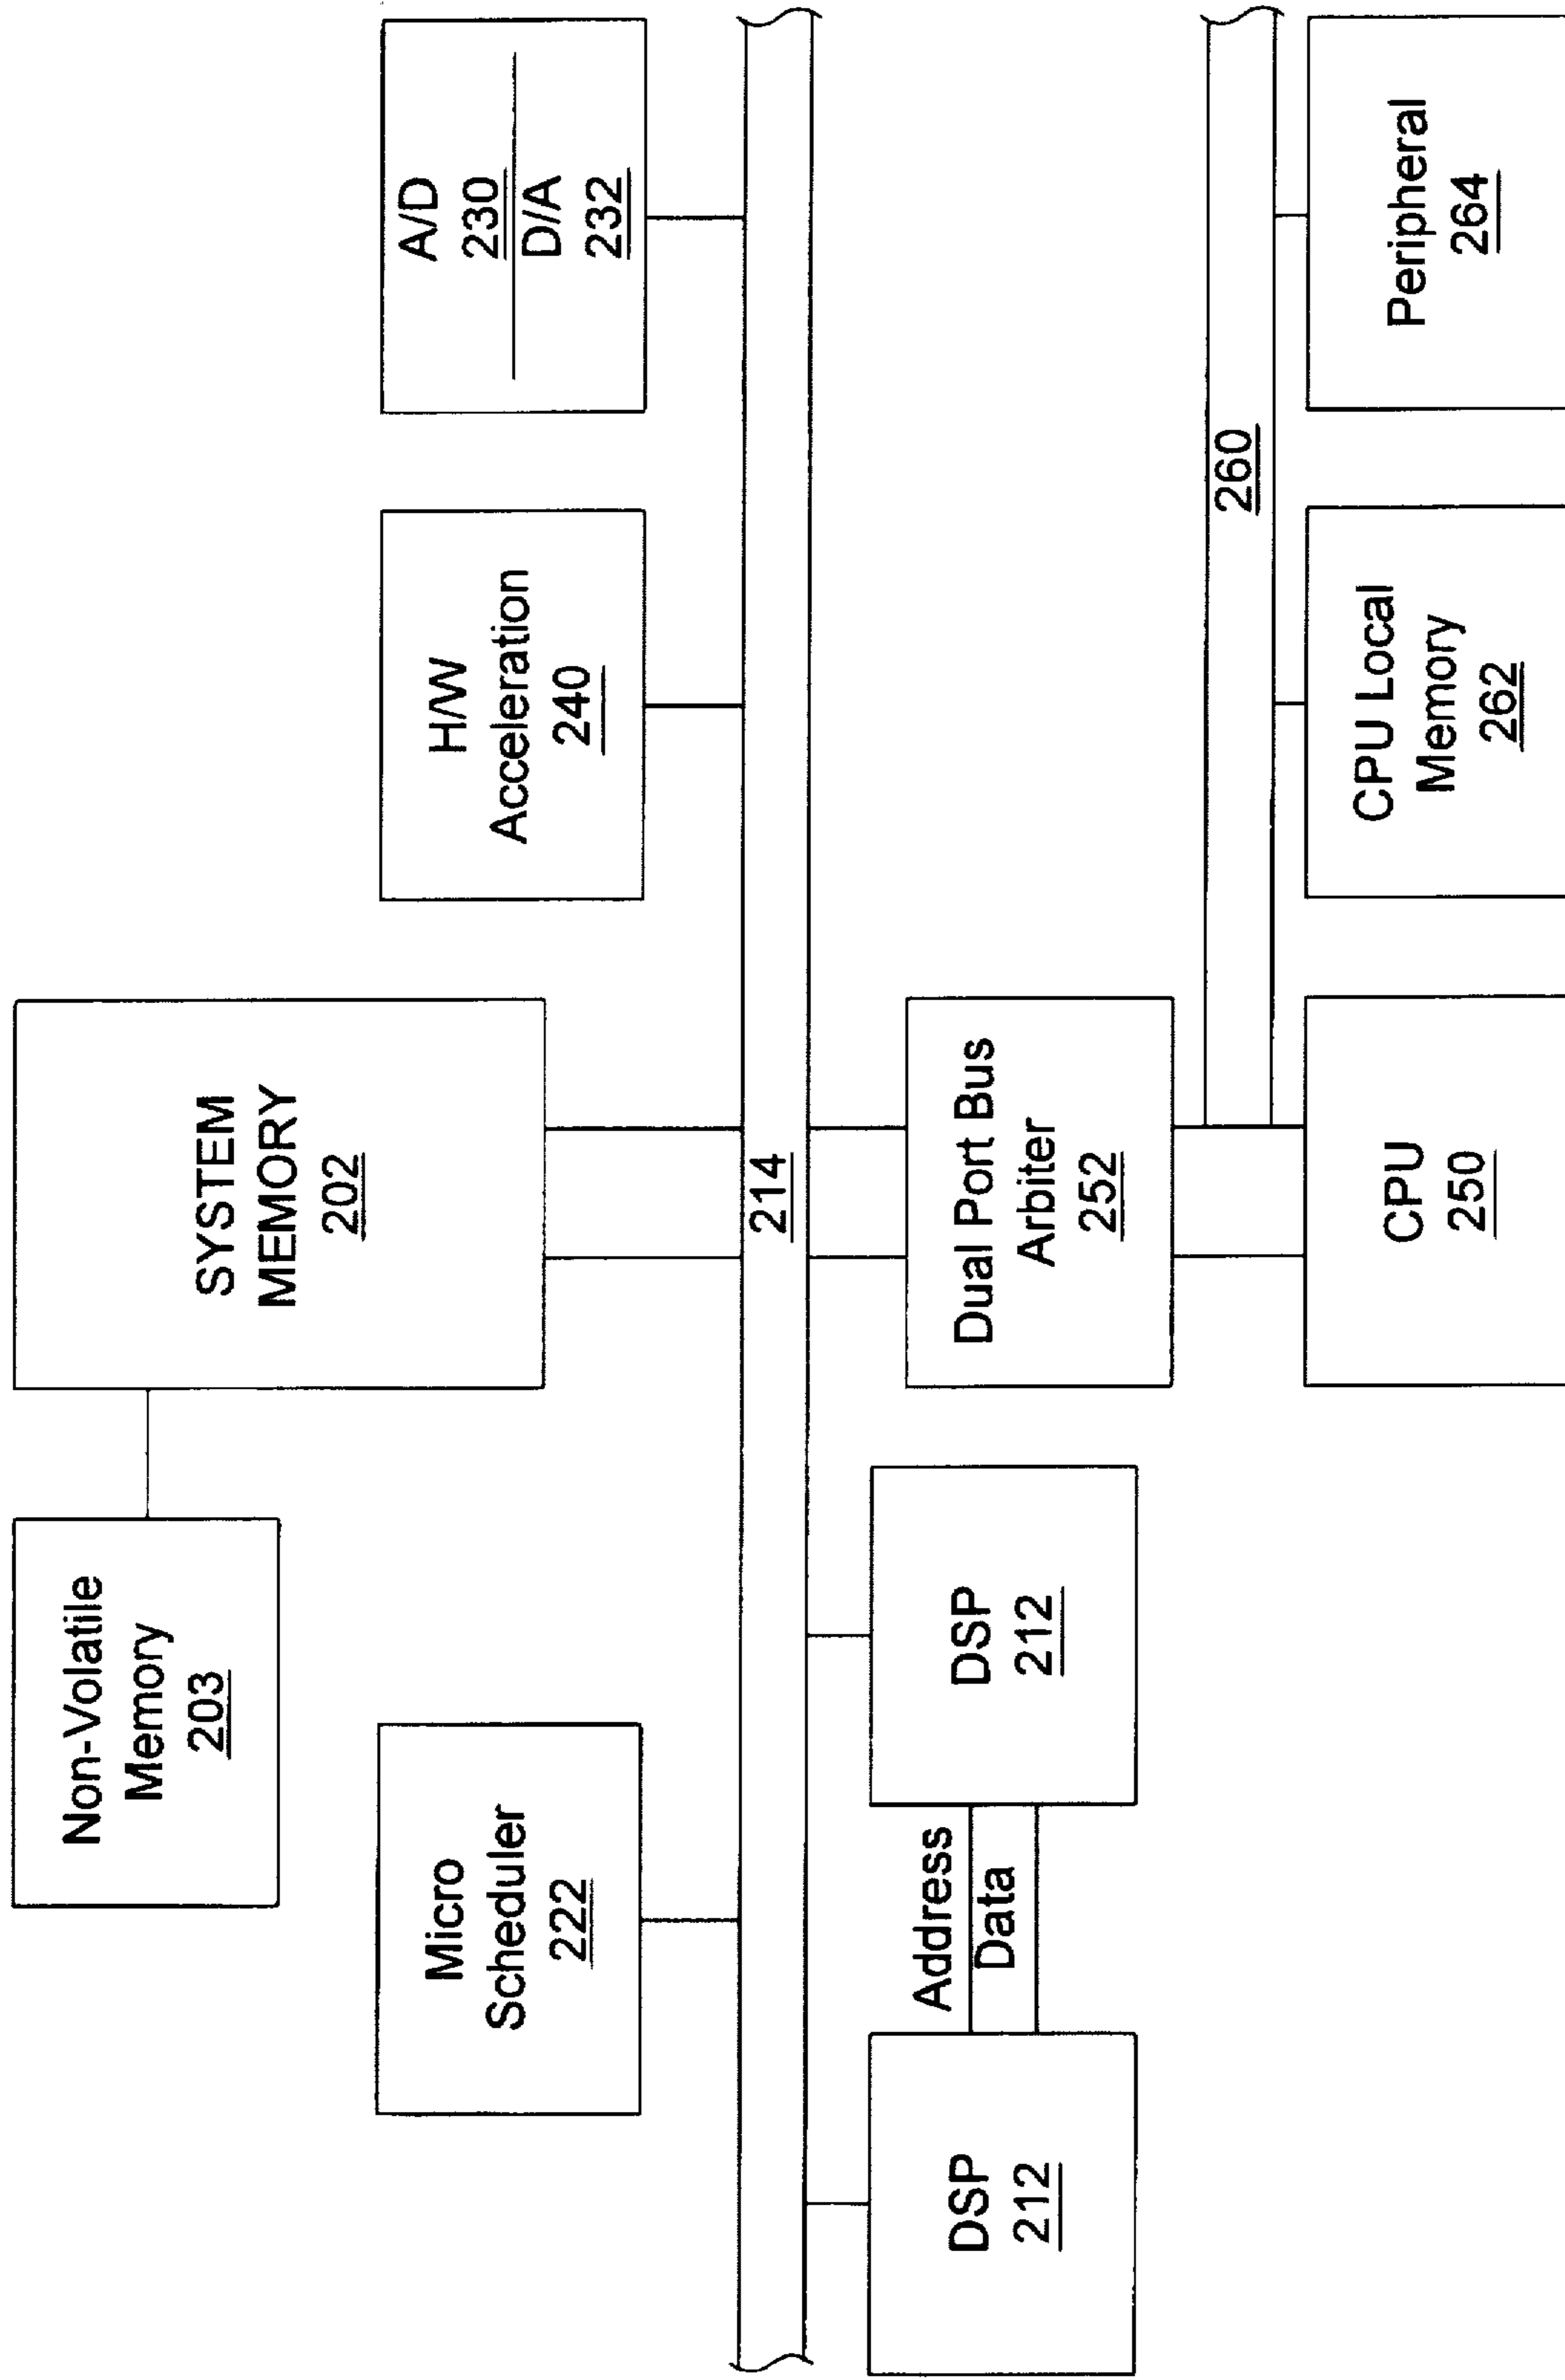 Non-Volatile
Memory
203
SYSTEM
MEMORY
202
Micro
Scheduler
222
H/W
Acceleration
240
A/D
230
D/A
232
214
DSP
212
Address
Data
DSP
212
Dual Port Bus
Arbiter
252
260
CPU
250
CPU Local
Memory
262
Peripheral
264